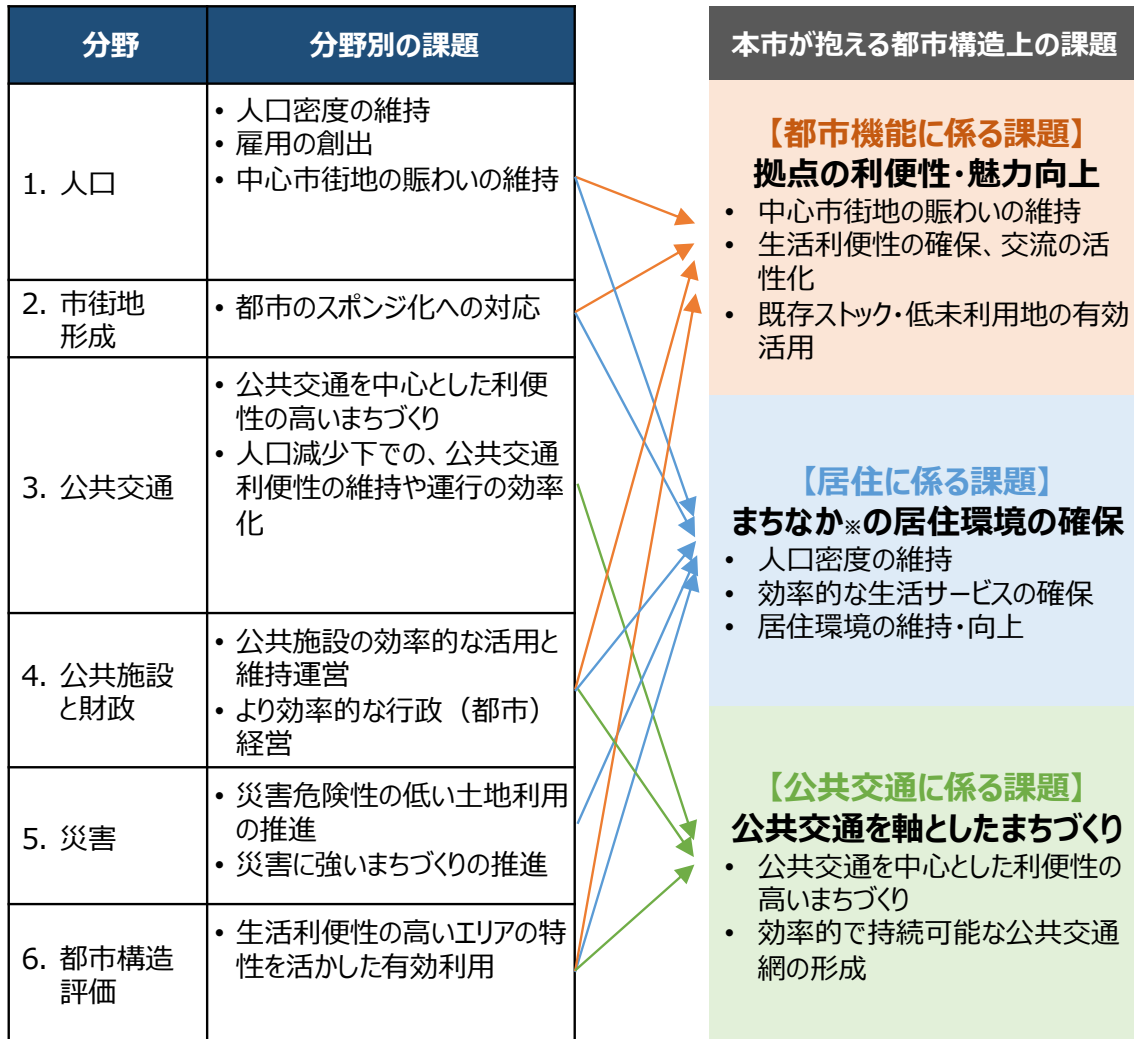 分野
分野別の課題
1. 人口
• 人口密度の維持
• 雇用の創出
• 中心市街地の賑わいの維持
2. 市街地
形成
• 都市のスポンジ化への対応
3. 公共交通
• 公共交通を中心とした利便
性の高いまちづくり
• 人口減少下での、公共交通
利便性の維持や運行の効率
化
4. 公共施設
と財政
• 公共施設の効率的な活用と
維持運営
• より効率的な行政（都市）
経営
5. 災害
• 災害危険性の低い土地利用
の推進
• 災害に強いまちづくりの推進
6. 都市構造
評価
• 生活利便性の高いエリアの特
性を活かした有効利用
本市が抱える都市構造上の課題
【都市機能に係る課題】
拠点の利便性・魅力向上
• 中心市街地の賑わいの維持
• 生活利便性の確保、交流の活
性化
• 既存ストック・低未利用地の有効
活用
【居住に係る課題】
まちなか※の居住環境の確保
• 人口密度の維持
• 効率的な生活サービスの確保
• 居住環境の維持・向上
【公共交通に係る課題】
公共交通を軸としたまちづくり
• 公共交通を中心とした利便性の
高いまちづくり
• 効率的で持続可能な公共交通
網の形成